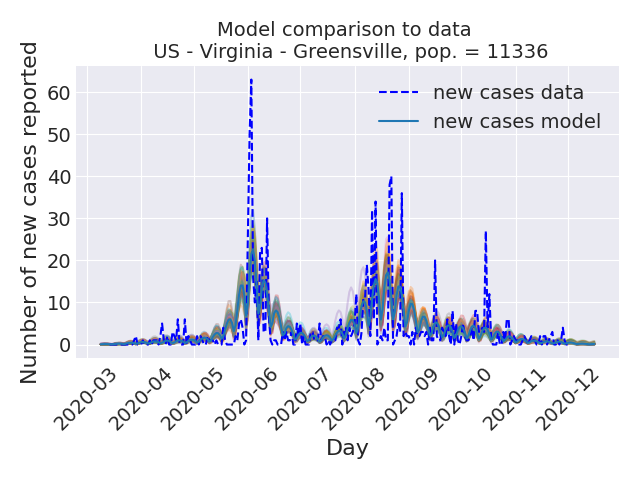 Model comparison to data
US - Virginia - Greensville, pop. = 11336
Number of new cases reported
60
50
40
30
20
10
0
new cases data
new cases model
2020-03
2020-04
2020-05
2020-06
2020-07
2020-08
2020-09
2020-10
2020-11
2020-12
Day